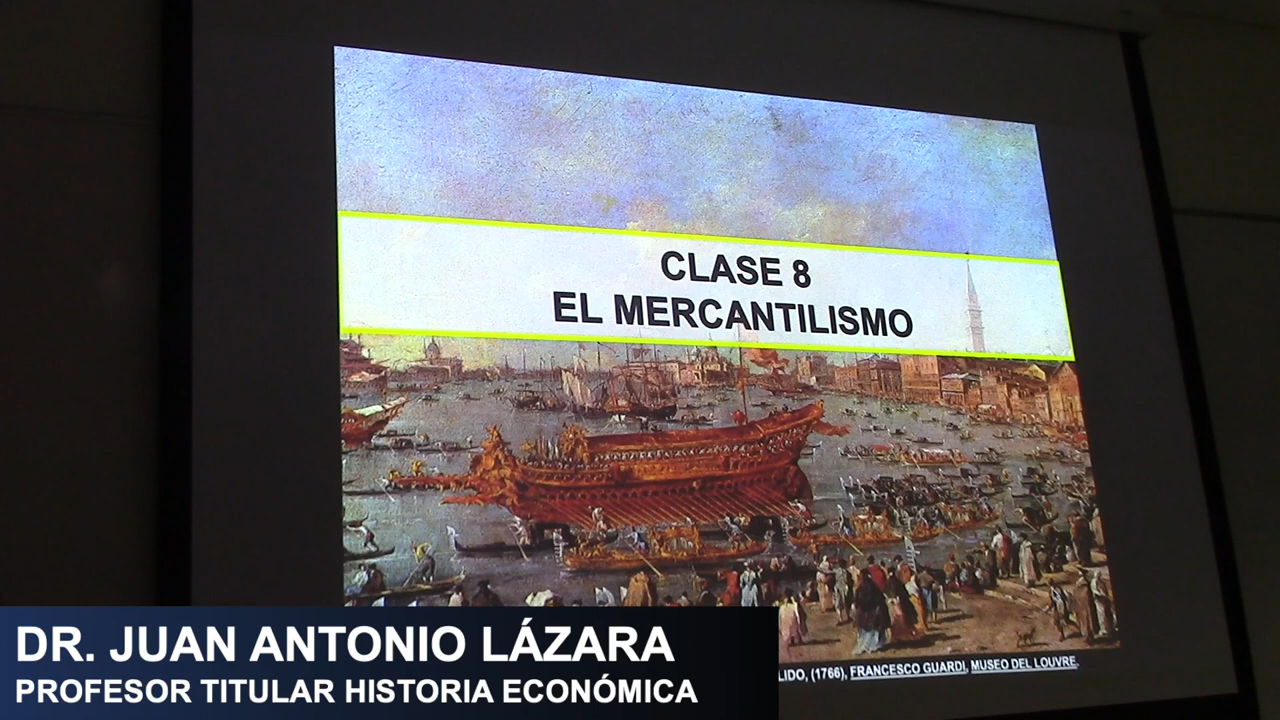 CLASE 8
EL MERCANTILISMO
LIDO, (1766), FRANCESCO GUARDI, MUSEO DEL LOUVRE.
DR. JUAN ANTONIO LÁZARA
PROFESOR TITULAR HISTORIA ECONÓMICA